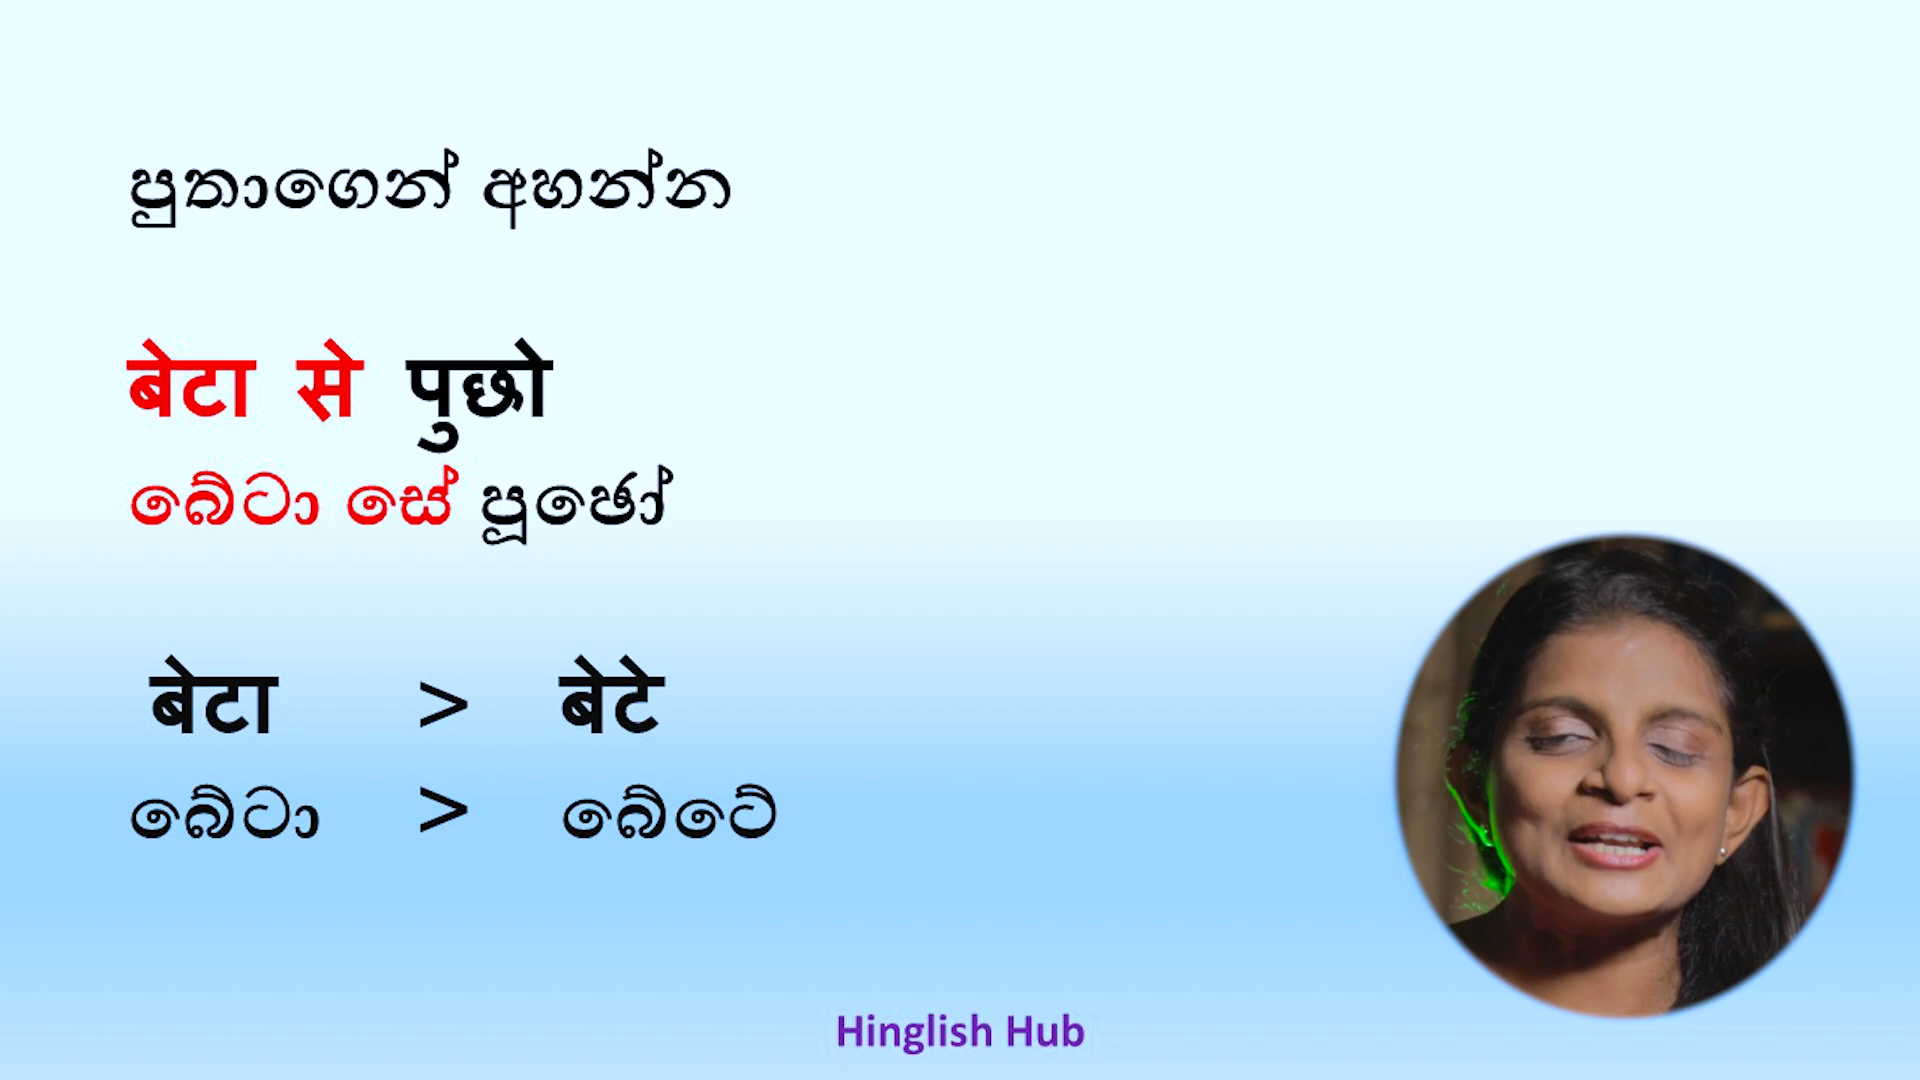 පුතාගෙන් අහන්න
बेटा से पुछो
බේටා සේ පූඡෝ
बेटा > बेटे
බේටා > බේටේ
Hinglish Hub